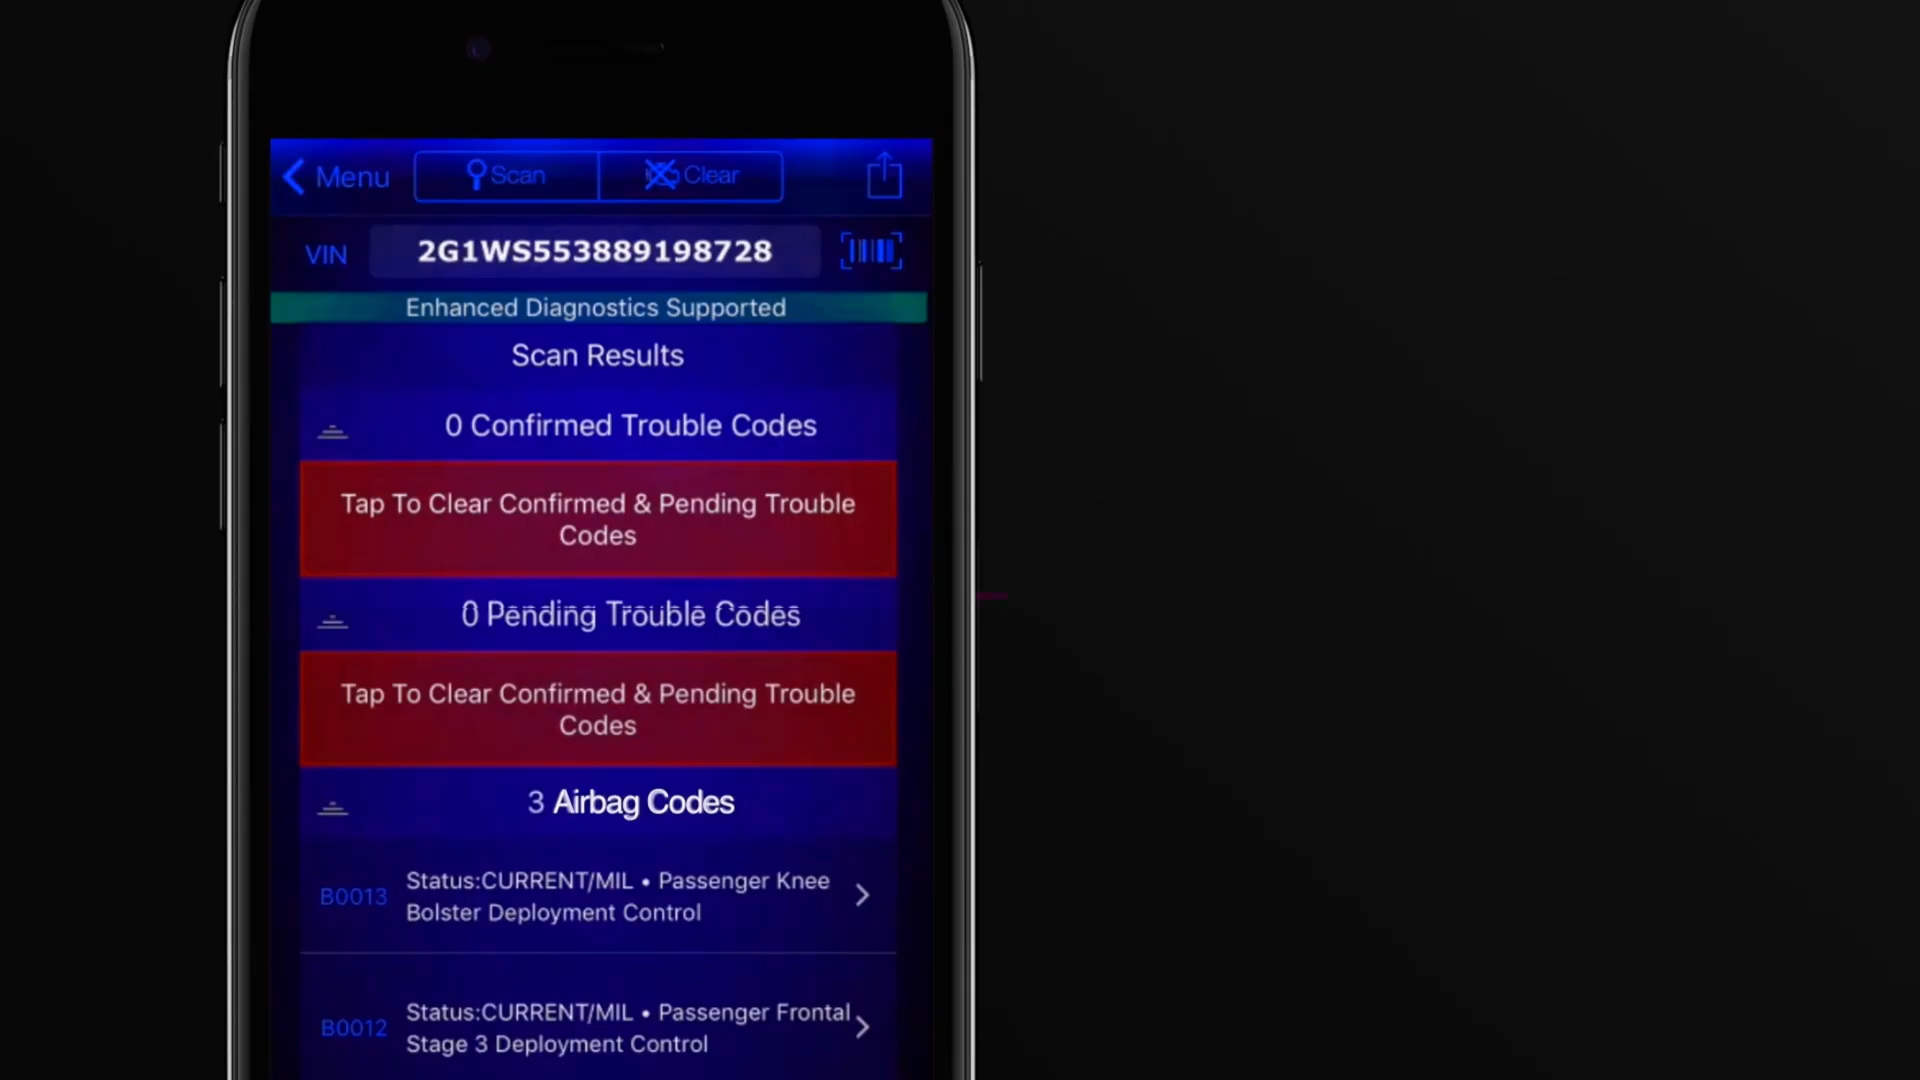 Menu
Scan
Clear
VIN
2G1WS553889198728
Enhanced Diagnostics Supported
Scan Results
0 Confirmed Trouble Codes
Tap To Clear Confirmed & Pending Trouble
Codes
0 Pending Trouble Codes
Tap To Clear Confirmed & Pending Trouble
Codes
3 Airbag Codes
B0013
Status:CURRENT/MIL • Passenger Knee
Bolster Deployment Control
B0012
Status:CURRENT/MIL • Passenger Frontal
Stage 3 Deployment Control